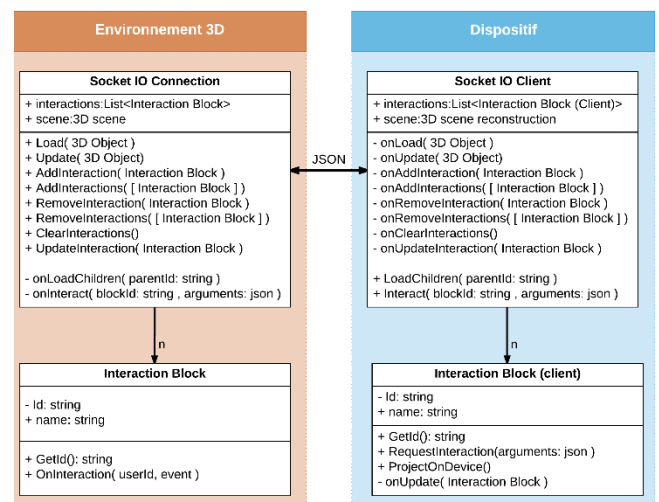 Environnement 3D
Socket IO Connection
+ interactions:List<Interaction Block>
+ scene:3D scene
+ Load( 3D Object )
+ Update( 3D Object)
+ AddInteraction( Interaction Block )
+ AddInteractions( [ Interaction Block ] )
+ RemoveInteraction( Interaction Block )
+ RemoveInteractions( [ Interaction Block ] )
+ ClearInteractions()
+ UpdateInteraction( Interaction Block )
- onLoadChildren( parentId: string )
- onInteract( blockId: string , arguments: json )
n
Interaction Block
- Id: string
+ name: string
+ GetId(): string
+ OnInteraction( userId, event )
JSON
Dispositif
Socket IO Client
+ interactions:List<Interaction Block (Client)>
+ scene:3D scene reconstruction
- onLoad( 3D Object )
- onUpdate( 3D Object)
- onAddInteraction( Interaction Block )
- onAddInteractions( [ Interaction Block ] )
- onRemoveInteraction( Interaction Block )
- onRemoveInteractions( [ Interaction Block ] )
- onClearInteractions()
- onUpdateInteraction( Interaction Block )
+ LoadChildren( parentId: string )
+ Interact( blockId: string , arguments: json )
n
Interaction Block (client)
- Id: string
+ name: string
+ GetId(): string
+ RequestInteraction(arguments: json )
+ ProjectOnDevice()
- onUpdate( Interaction Block )